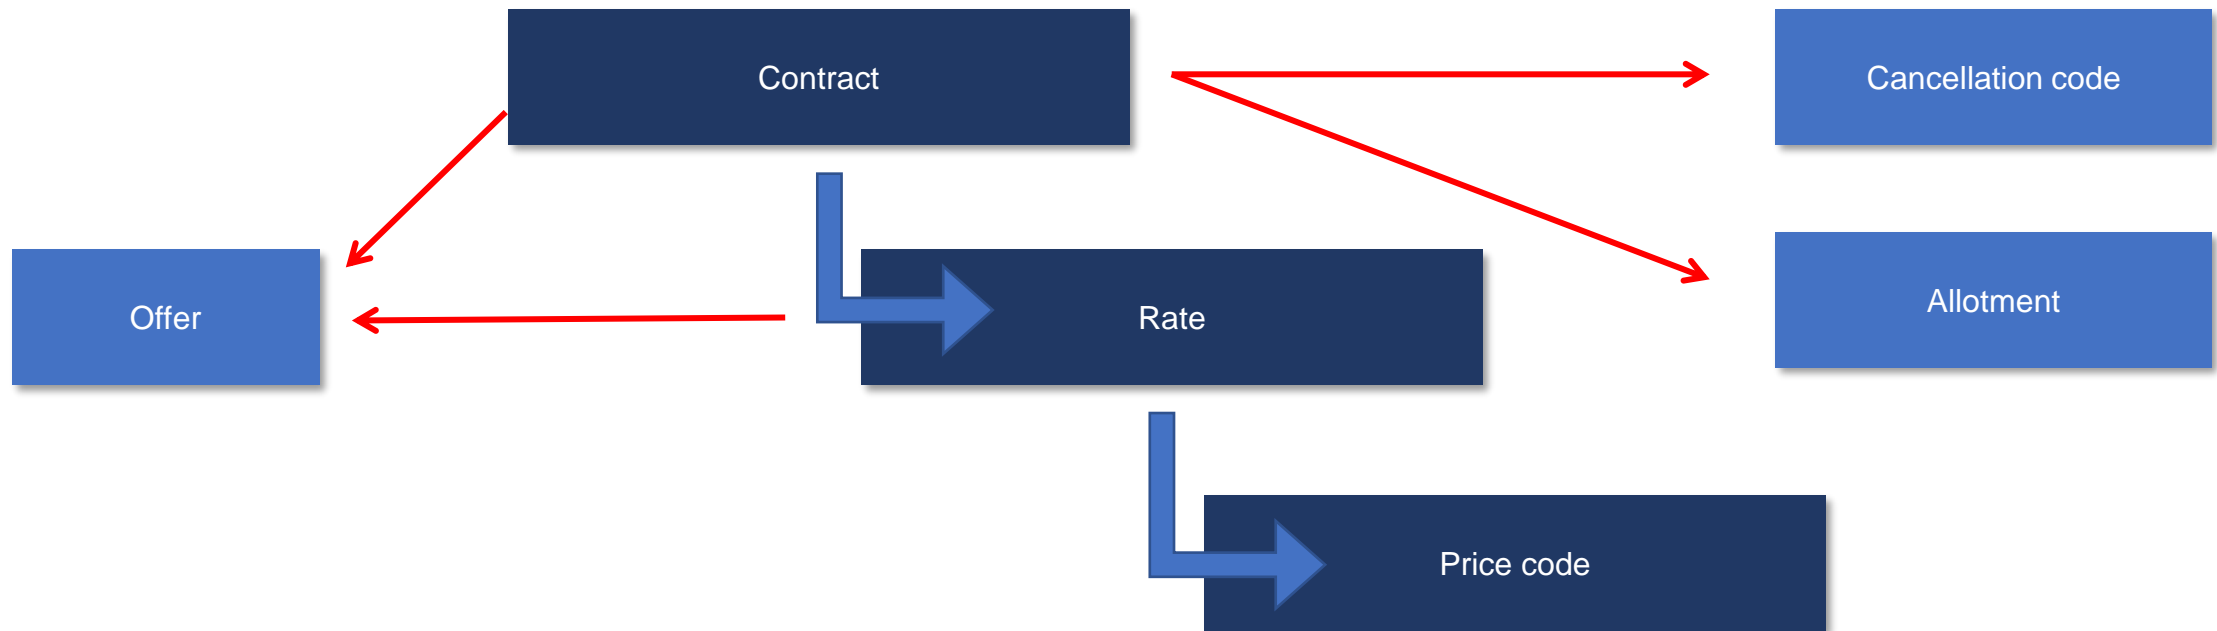 Contract
Cancellation code
Offer
Rate
Allotment
Price code